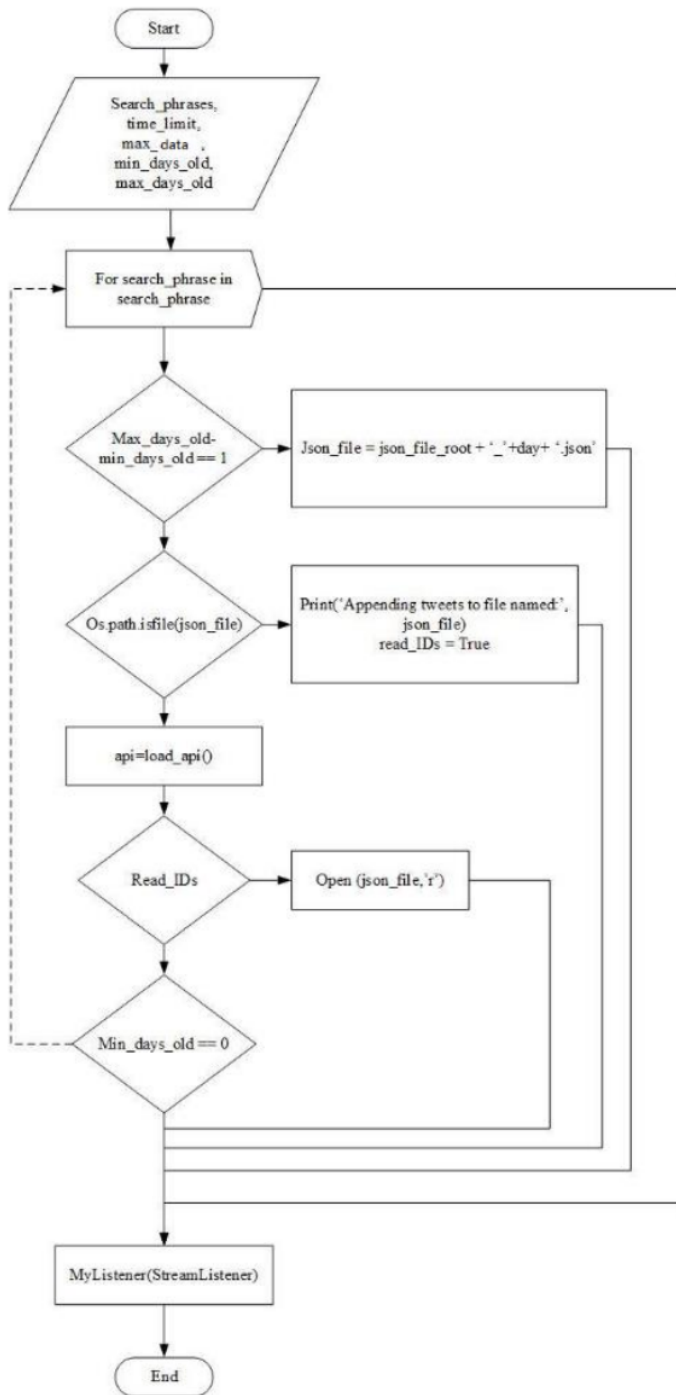 Start
Search_phrases,
time_limit,
max_data ,
min_days_old,
max_days_old
For search_phrase in
search_phrase
Max_days_old-
min_days_old == 1
Json_file = json_file_root + ‘_’+day+ ‘.json’
Os.path.isfile(json_file)
Print(‘Appending tweets to file named:’,
json_file)
read_IDs = True
api=load_api()
Read_IDs
Open (json_file,‘r’)
Min_days_old == 0
MyListener(StreamListener)
End